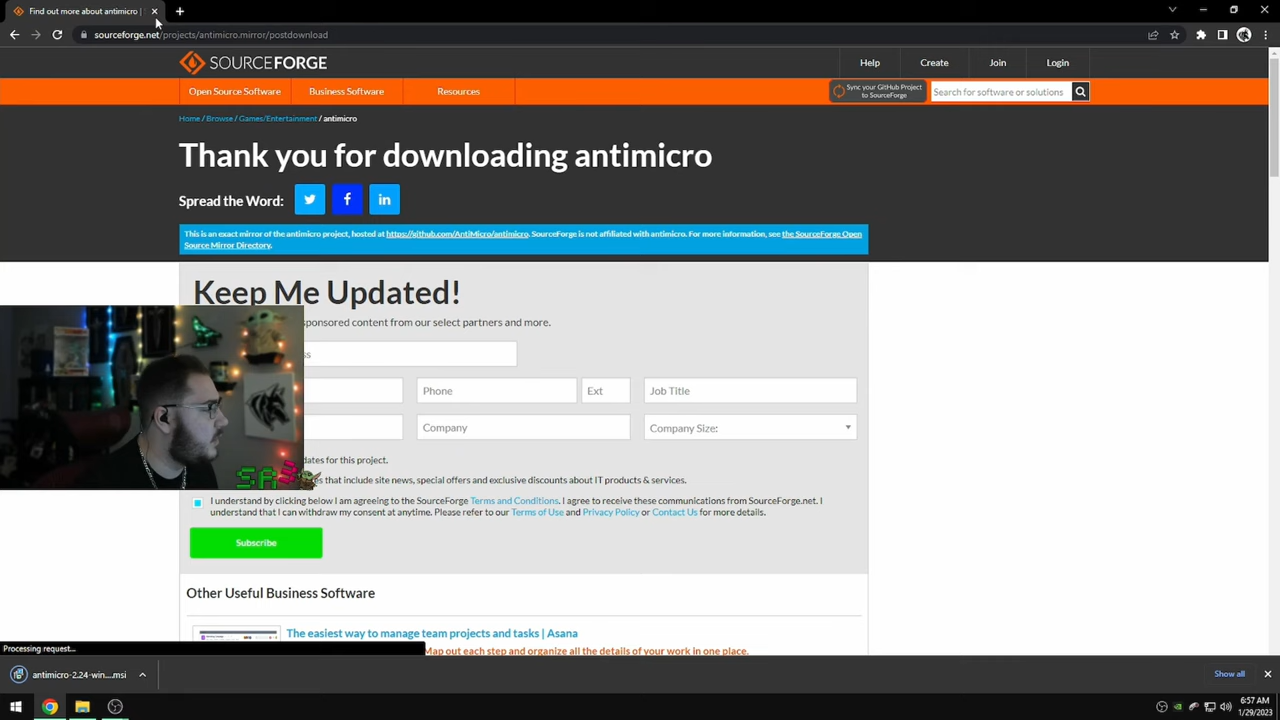 Find out more about antimicro |
sourceforge.net/projects/antimicro.mirror/postdownload
SOURCEFORGE
Help
Create
Join
Login
Open Source Software
Business Software
Resources
Sync your GitHub Project
to SourceForge
Search for software or solutions
Home / Browse / Games/Entertainment / antimicro
Thank you for downloading antimicro
Spread the Word:
This is an exact mirror of the antimicro project, hosted at https://github.com/AntiMicro/antimicro. SourceForge is not affiliated with antimicro. For more information, see the SourceForge Open
Source Mirror Directory.
Keep Me Updated!
sponsored content from our select partners and more.
Phone
Ext
Job Title
Company
Company Size:
dates for this project.
that include site news, special offers and exclusive discounts about IT products & services.
I understand by clicking below I am agreeing to the SourceForge Terms and Conditions. I agree to receive these communications from SourceForge.net. I
understand that I can withdraw my consent at anytime. Please refer to our Terms of Use and Privacy Policy or Contact Us for more details.
Subscribe
Other Useful Business Software
The easiest way to manage team projects and tasks | Asana
Map out each step and organize all the details of your work in one place.
Processing request...
antimicro-2.24-win....msi
Show all
6:57 AM
1/29/2023